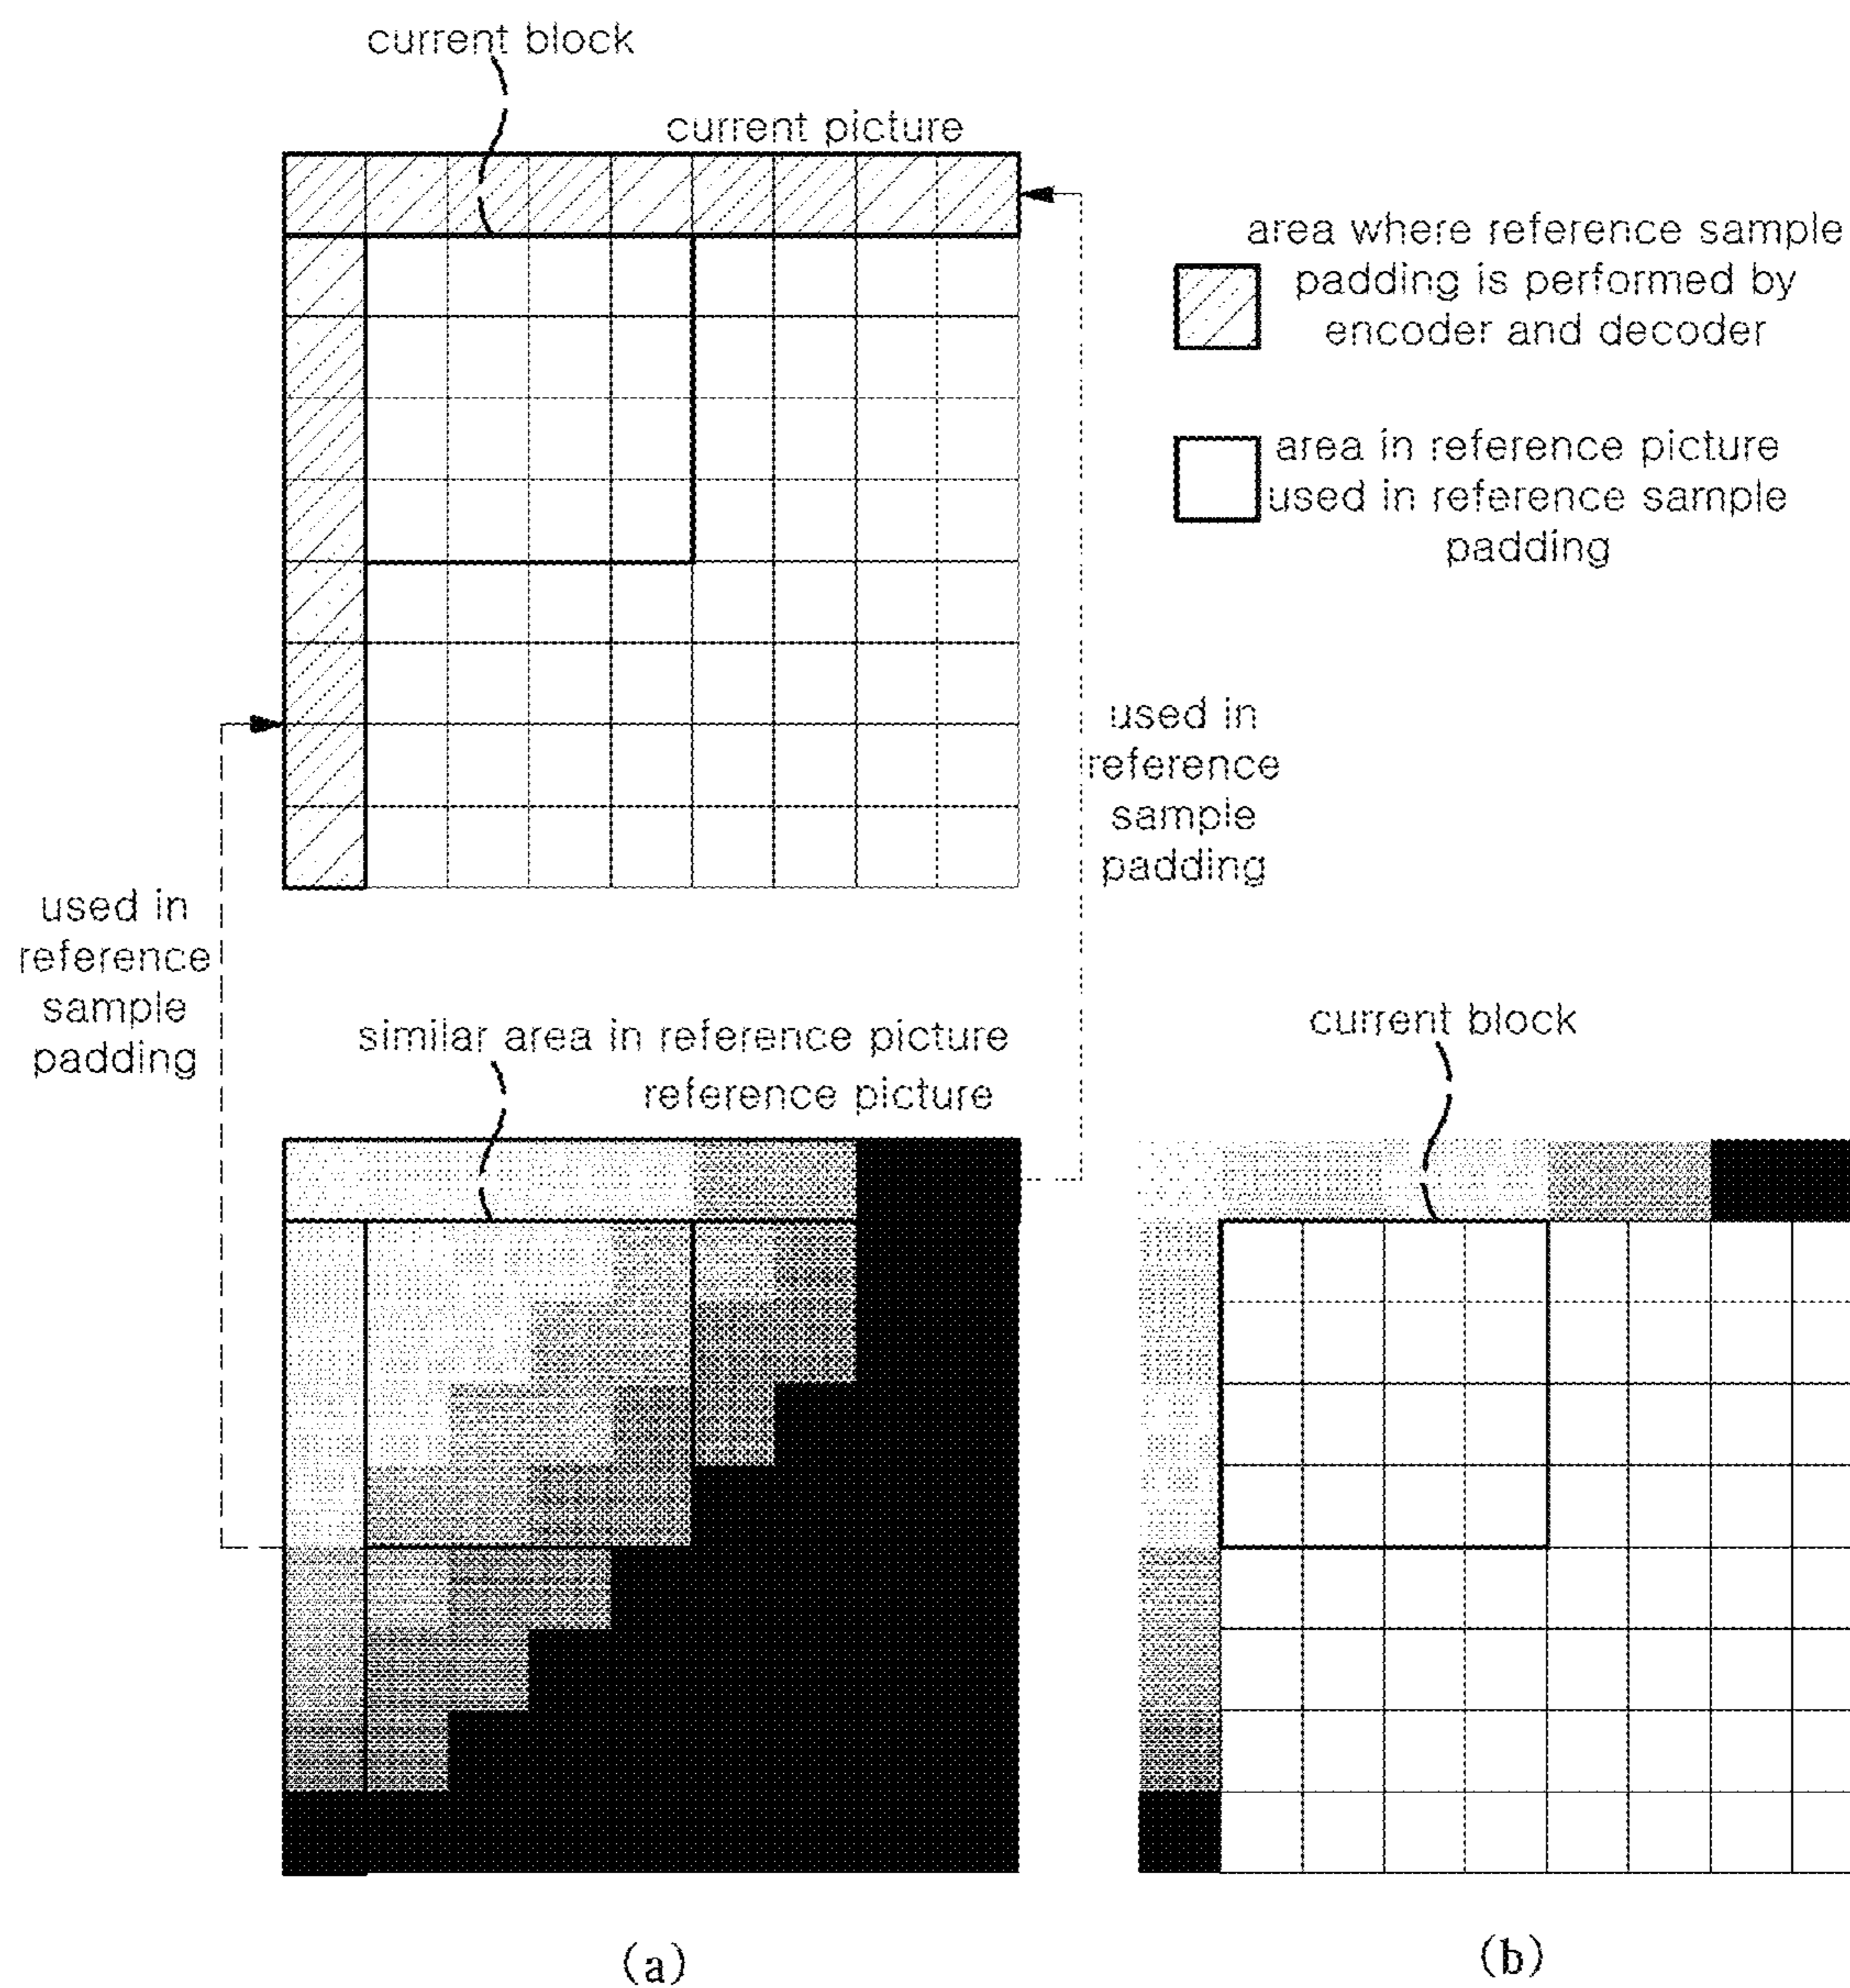 current block
current picture
area where reference sample
padding is performed by
encoder and decoder
area in reference picture
used in reference sample
padding
used in
reference
sample
padding
used in
reference
sample
padding
similar area in reference picture
reference picture
current block
(a)
(b)